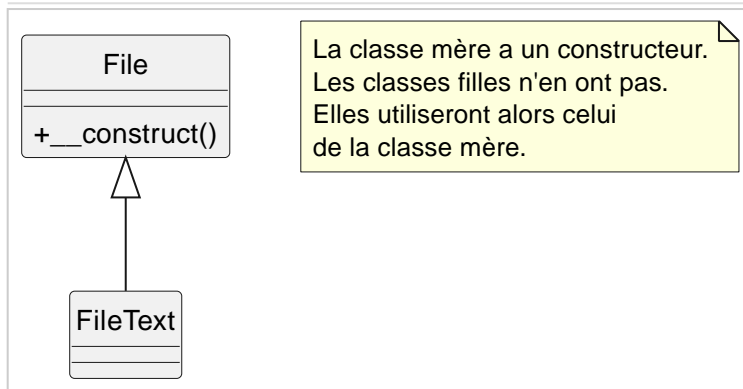 File
+__construct()
FileText
La classe mère a un constructeur.
Les classes filles n'en ont pas.
Elles utiliseront alors celui
de la classe mère.